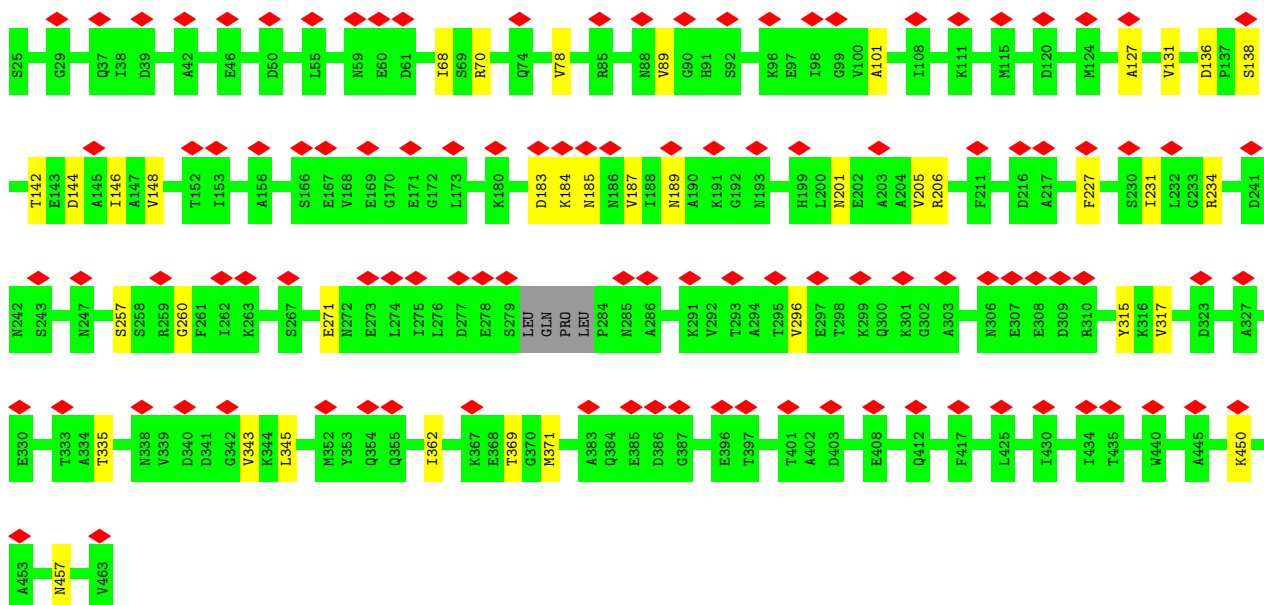 S25 G29 Q37 I38 D39 A42 E46 D50 L55 N59 E60 D61 I68 S69 R70 Q74 V78 R85 N88 V89 G90 H91 S92 K96 E97 I98 G99 V100 A101 I108 K111 M115 D120 M124 A127 V131 D136 P137 S138
T142 E143 D144 A145 I146 A147 V148 T152 I153 A156 S166 E167 V168 E169 G170 E171 G172 L173 K180 D183 K184 N185 N186 V187 I188 N189 A190 K191 G192 N193 H199 L200 N201 E202 A203 A204 V205 R206 F211 D216 A217 F227 S230 I231 L232 G233 R234 D241
N242 S243 N247 S257 S258 R259 G260 F261 I262 K263 S267 E271 N272 E273 L274 I275 L276 D277 E278 S279 LEU GLN PRO LEU P284 N285 A286 K291 V292 T293 A294 T295 V296 E297 T298 K299 Q300 K301 G302 A303 N306 E307 E308 D309 R310 Y315 K316 V317 D323 A327
E330 T333 A334 T335 N338 V339 D340 D341 G342 V343 K344 L345 M352 Y353 Q354 Q355 I362 K367 E368 T369 G370 M371 A383 Q384 E385 D386 G387 E396 T397 T401 A402 D403 E408 Q412 F417 L425 I430 I434 T435 W440 A445 K450
A453 N457 V463